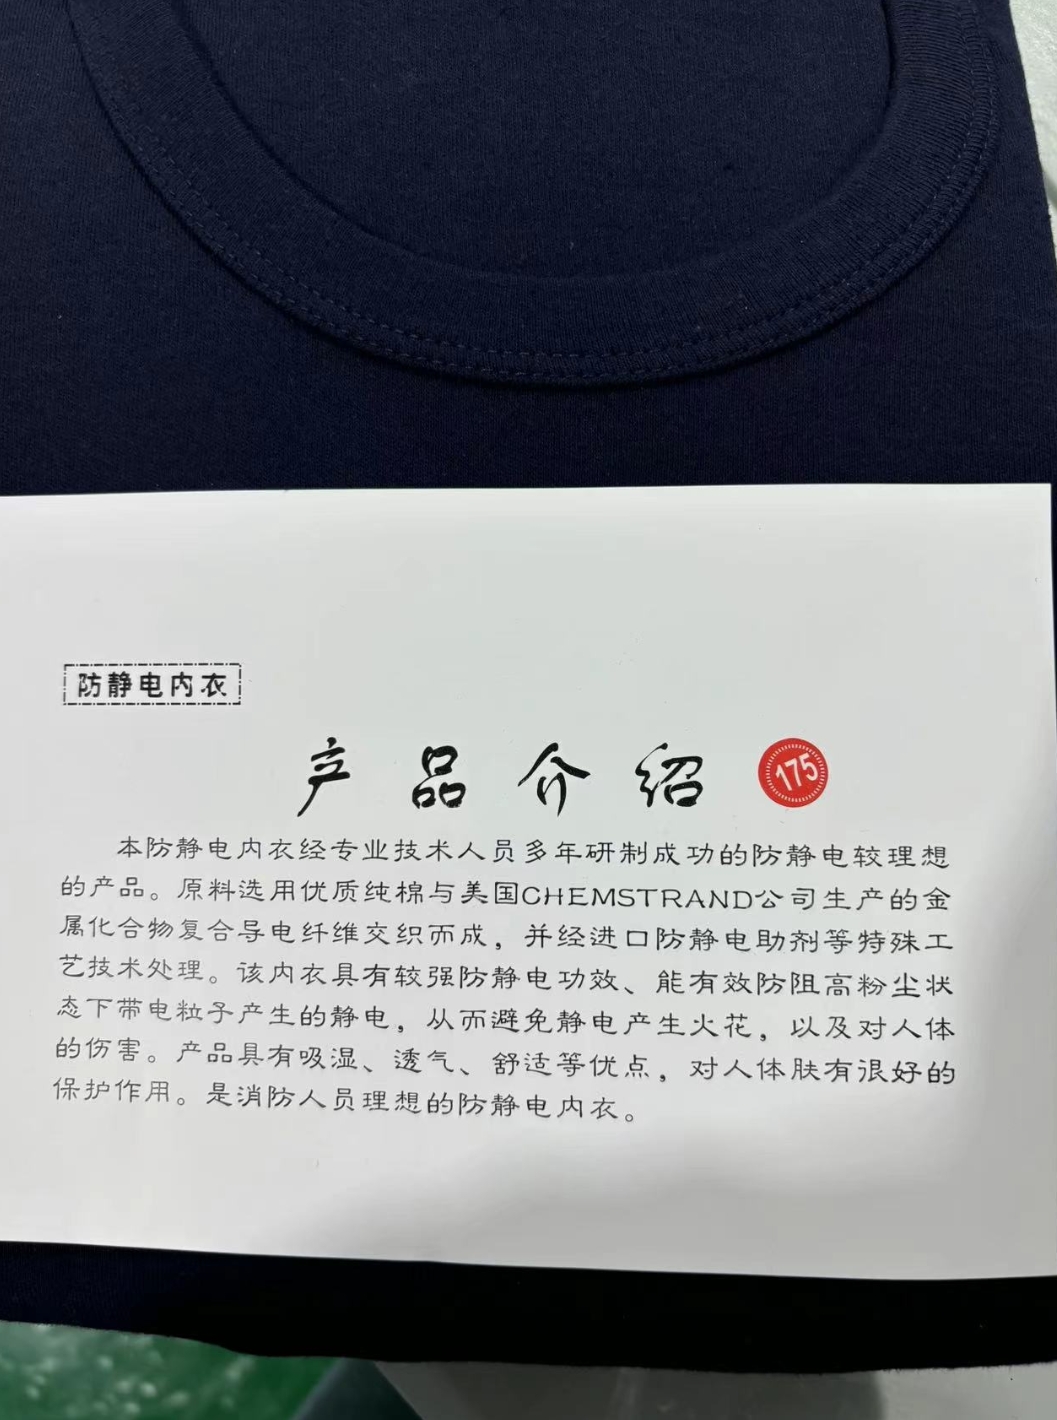 防静电内衣
产品介绍 175
本防静电内衣经专业技术人员多年研制成功的防静电较理想
的产品。原料选用优质纯棉与美国CHEMSTRAND公司生产的金
属化合物复合导电纤维交织而成，并经进口防静电助剂等特殊工
艺技术处理。该内衣具有较强防静电功效、能有效防阻高粉尘状
态下带电粒子产生的静电，从而避免静电产生火花，以及对人体
的伤害。产品具有吸湿、透气、舒适等优点，对人体肤有很好的
保护作用。是消防人员理想的防静电内衣。